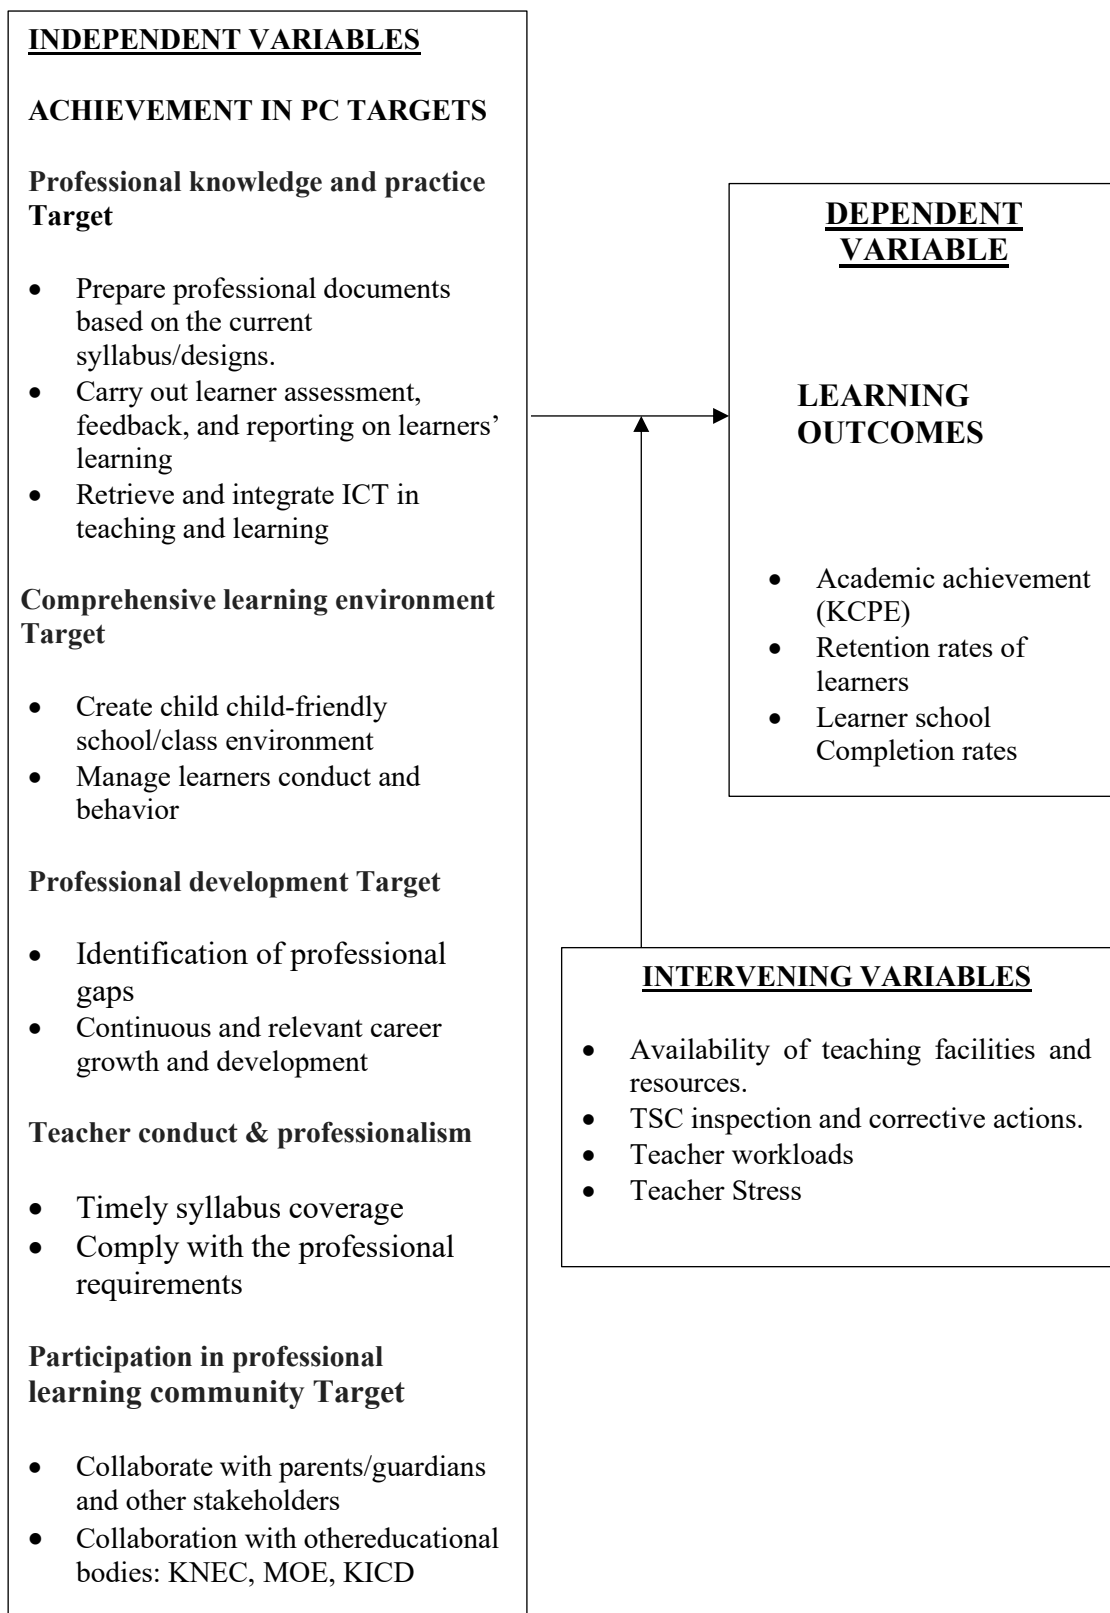 INDEPENDENT VARIABLES
ACHIEVEMENT IN PC TARGETS
Professional knowledge and practice
Target
• Prepare professional documents
based on the current
syllabus/designs.
• Carry out learner assessment,
feedback, and reporting on learners’
learning
• Retrieve and integrate ICT in
teaching and learning
Comprehensive learning environment
Target
• Create child child-friendly
school/class environment
• Manage learners conduct and
behavior
Professional development Target
• Identification of professional
gaps
• Continuous and relevant career
growth and development
Teacher conduct & professionalism
• Timely syllabus coverage
• Comply with the professional
requirements
Participation in professional
learning community Target
• Collaborate with parents/guardians
and other stakeholders
• Collaboration with othereducational
bodies: KNEC, MOE, KICD
DEPENDENT
VARIABLE
LEARNING
OUTCOMES
• Academic achievement
(KCPE)
• Retention rates of
learners
• Learner school
Completion rates
INTERVENING VARIABLES
• Availability of teaching facilities and
resources.
• TSC inspection and corrective actions.
• Teacher workloads
• Teacher Stress